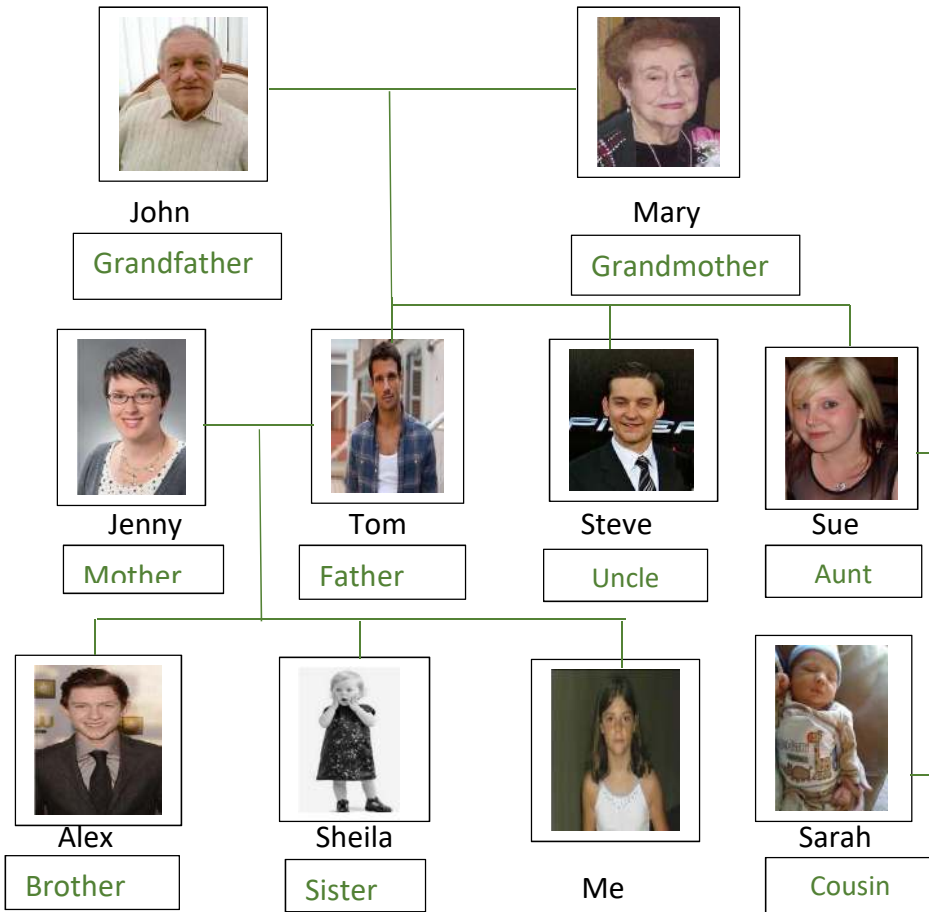 John
Mary
Grandfather
Grandmother
Jenny
Tom
Steve
Sue
Mother
Father
Uncle
Aunt
Alex
Sheila
Me
Sarah
Brother
Sister
Cousin